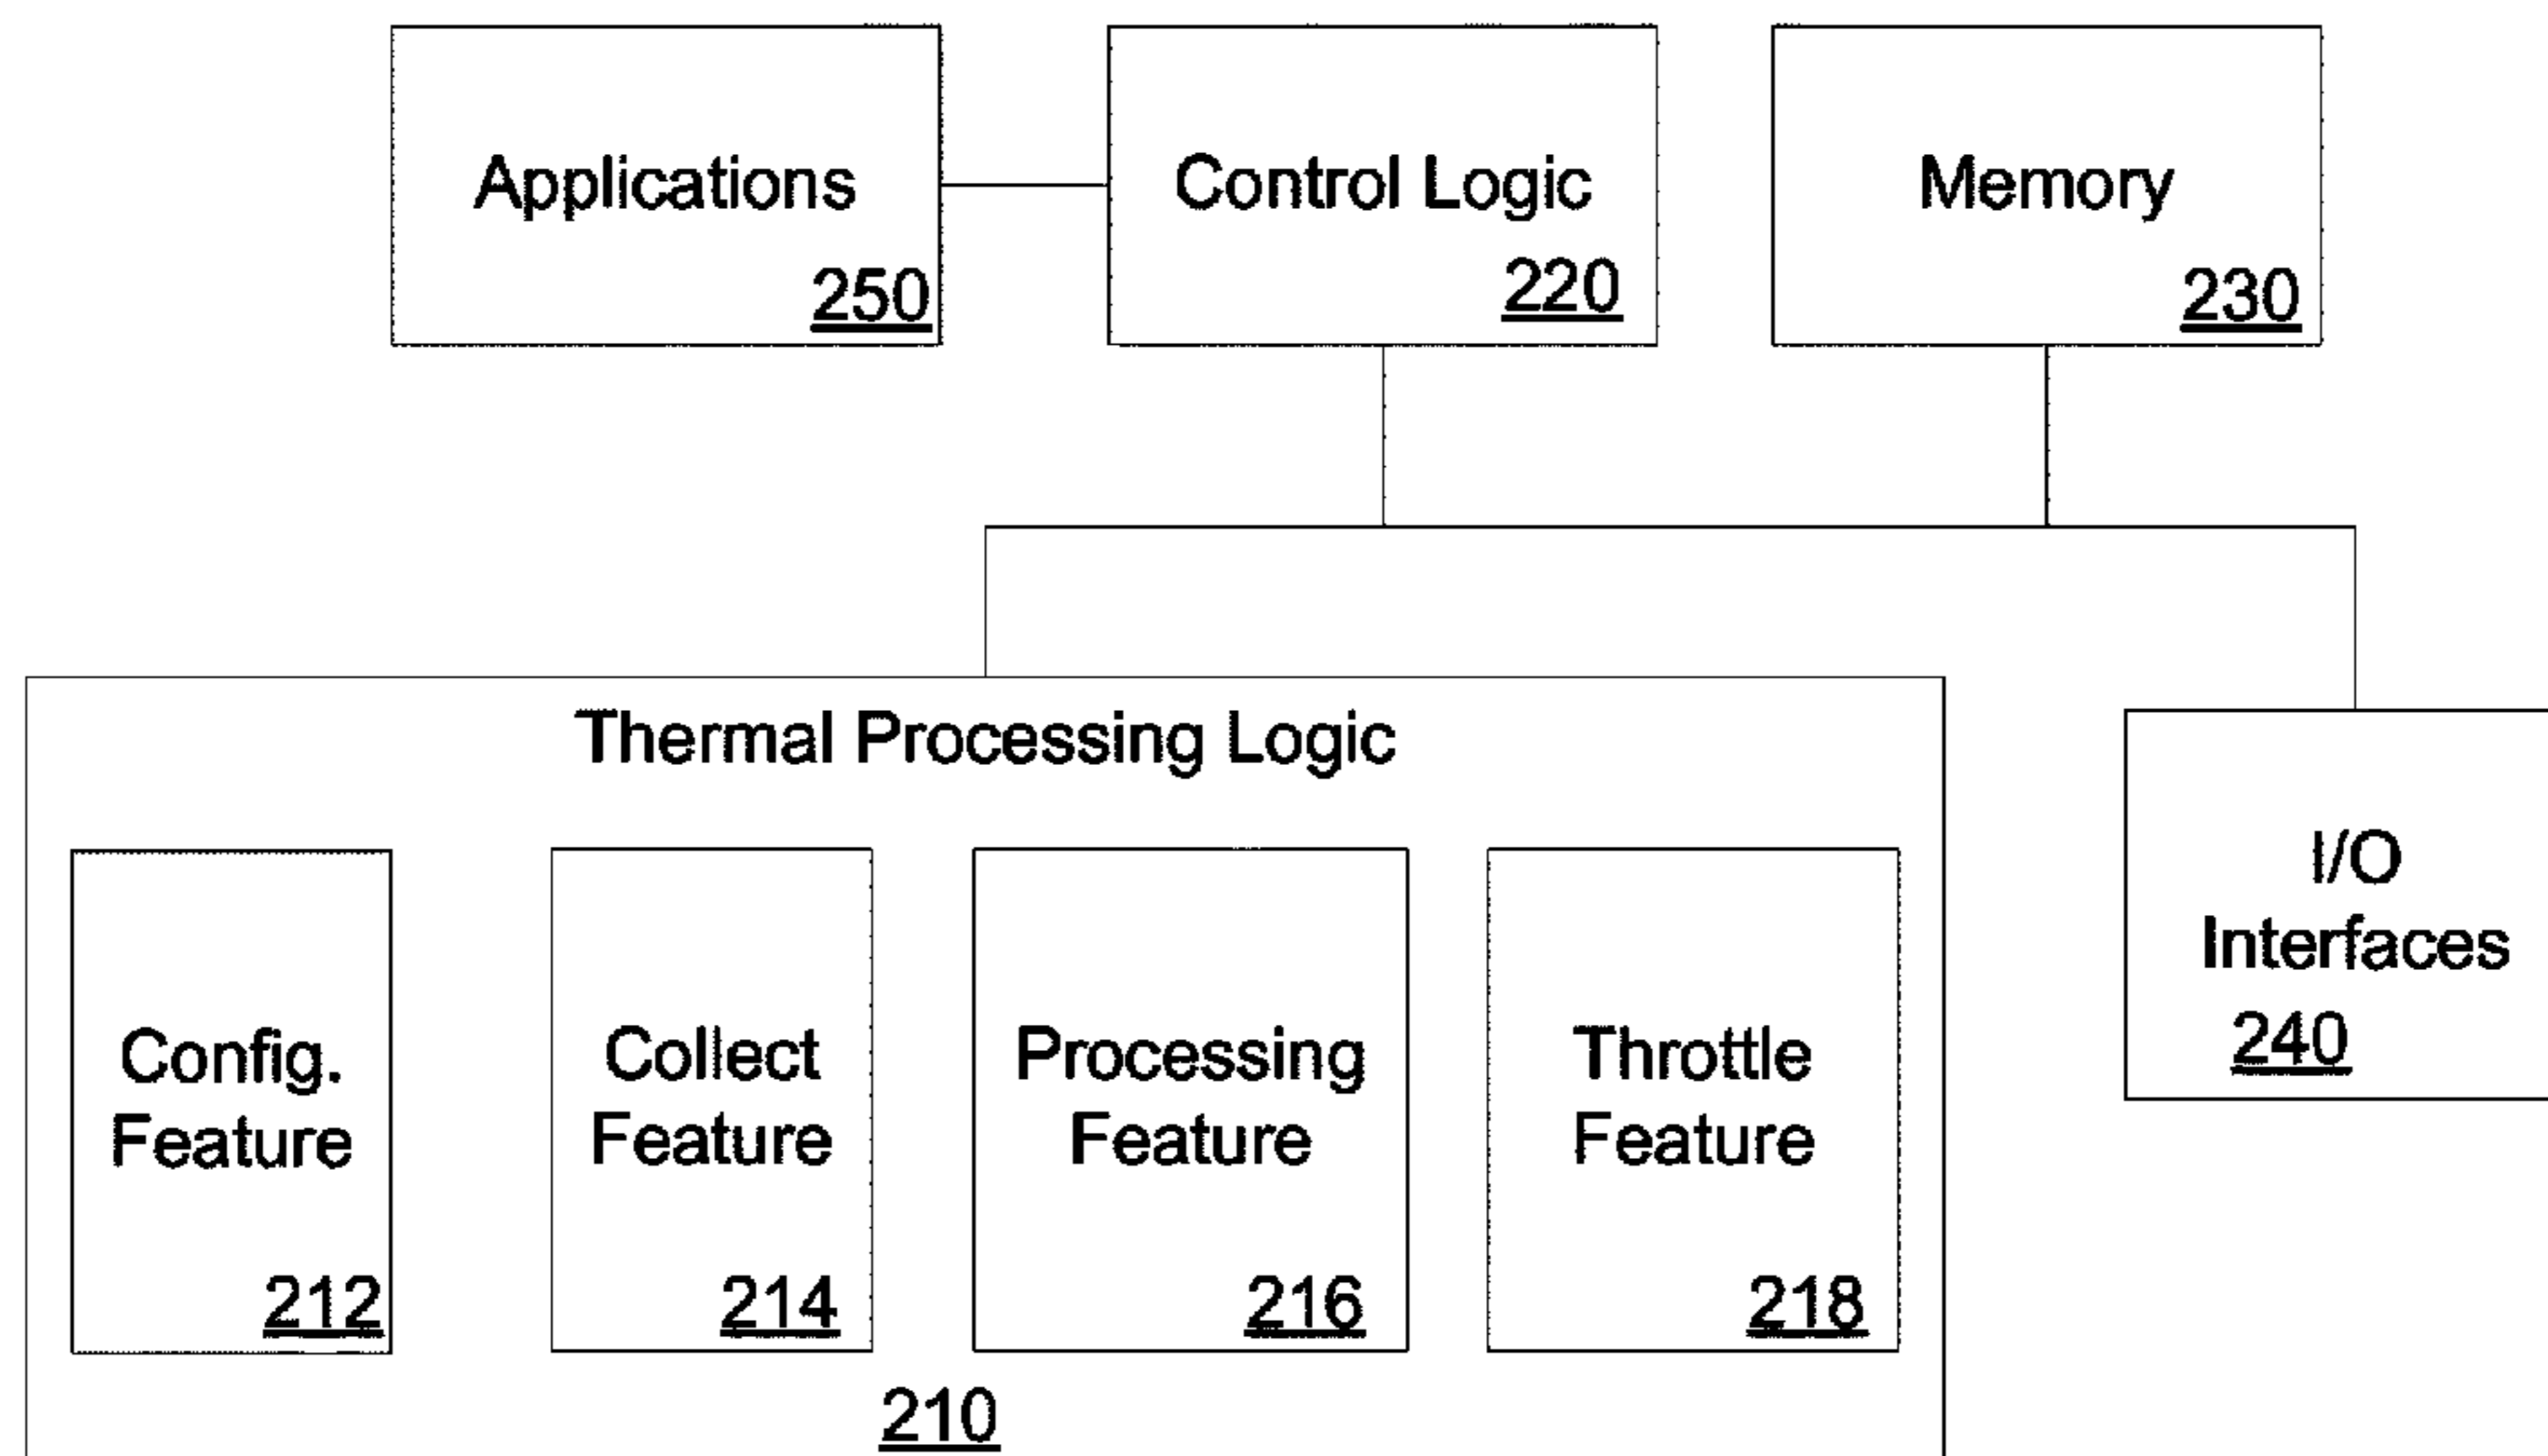 Applications
250
Control Logic
220
Memory
230
Thermal Processing Logic
Config.
Feature
212
Collect
Feature
214
Processing
Feature
216
Throttle
Feature
218
210
I/O
Interfaces
240